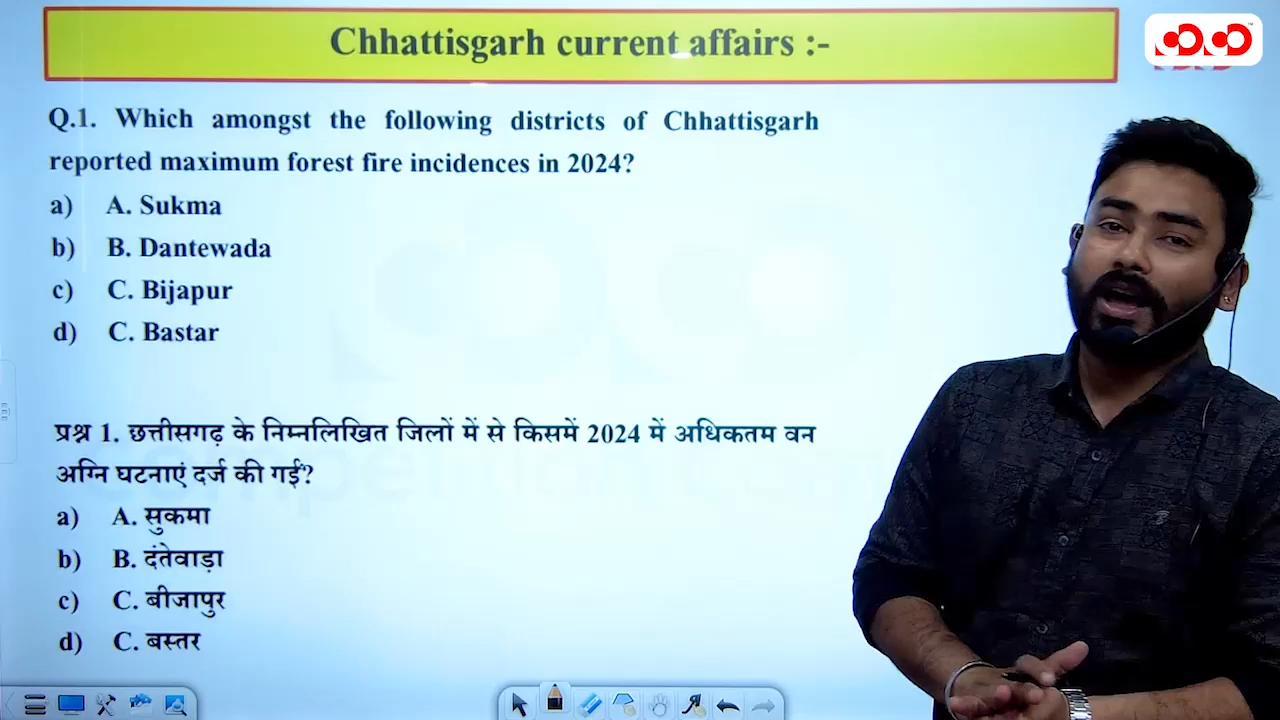 Chhattisgarh current affairs :-
Q.1. Which amongst the following districts of Chhattisgarh
reported maximum forest fire incidences in 2024?
a) A. Sukma
b) B. Dantewada
c) C. Bijapur
d) C. Bastar
प्रश्न 1. छत्तीसगढ़ के निम्नलिखित जिलों में से किसमें 2024 में अधिकतम वन
अग्नि घटनाएं दर्ज की गईं?
a) A. सुकमा
b) B. दंतेवाड़ा
c) C. बीजापुर
d) C. बस्तर